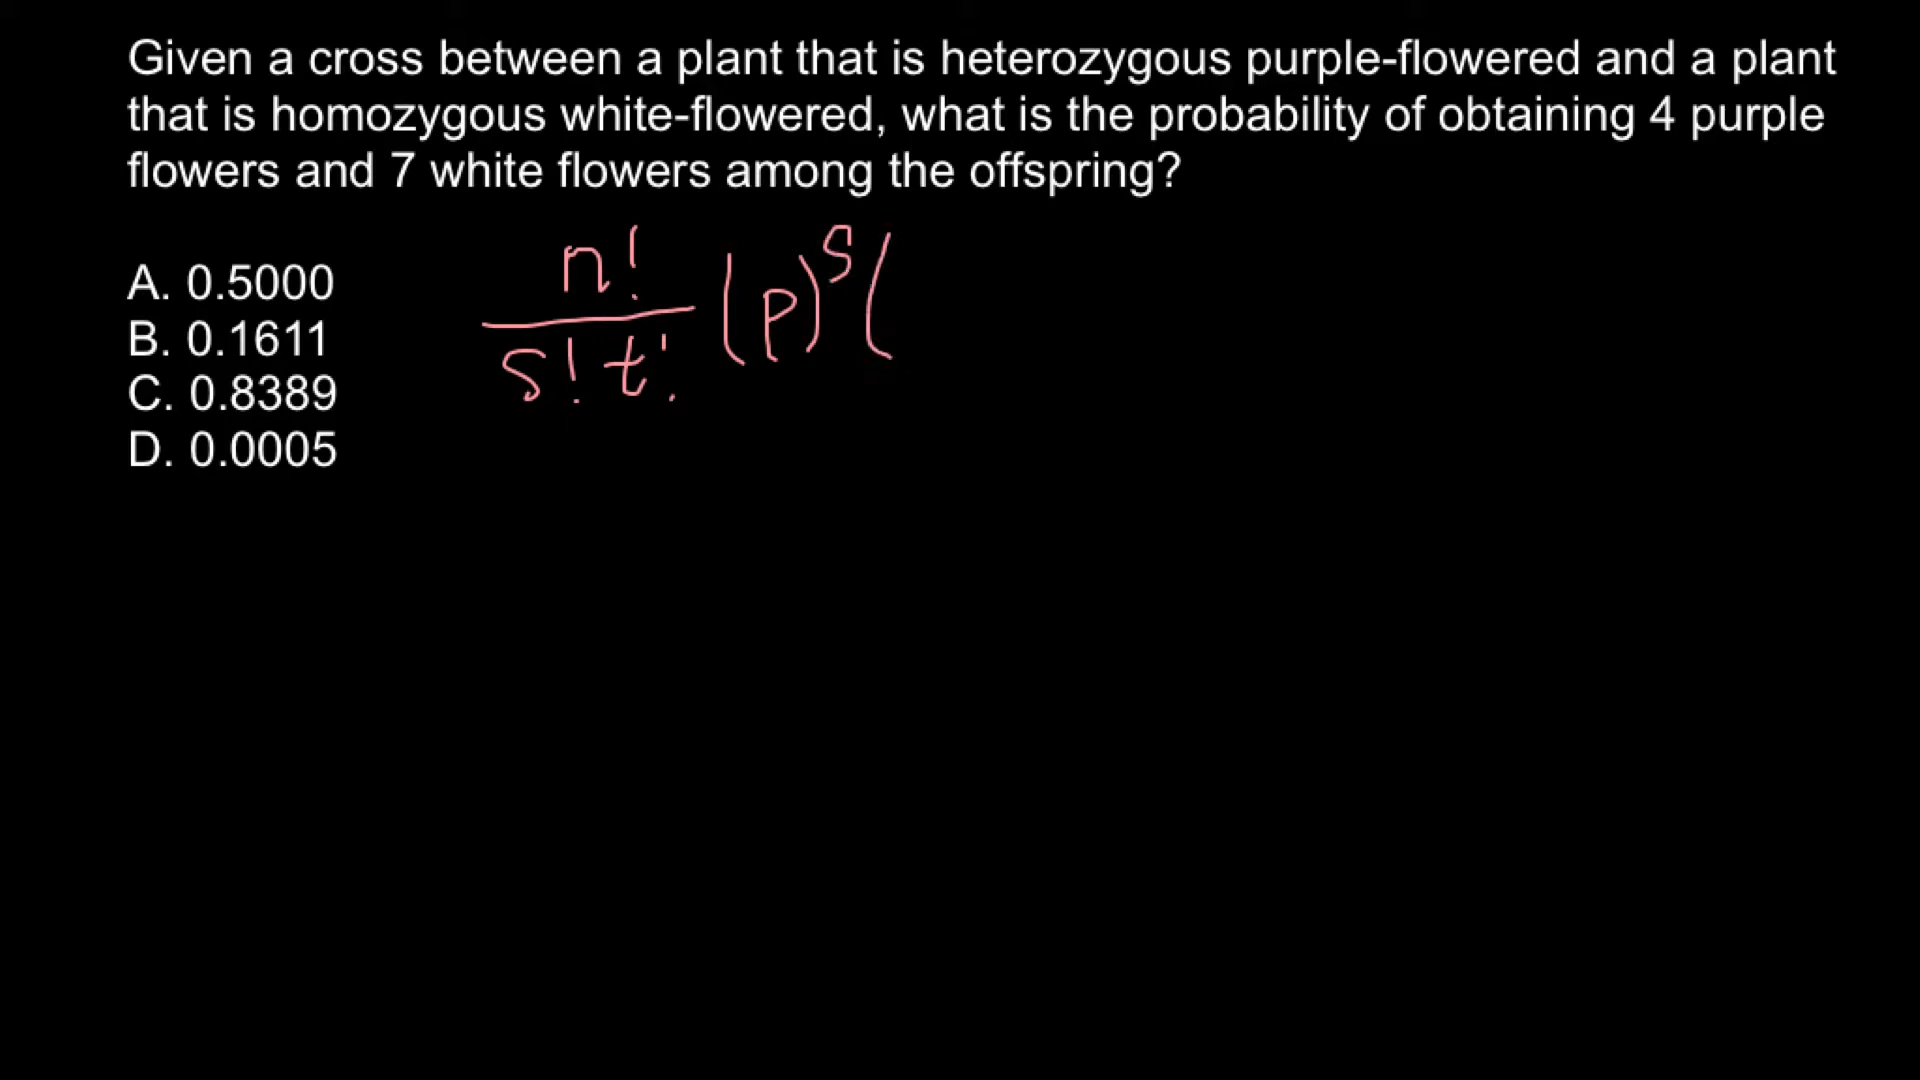 Given a cross between a plant that is heterozygous purple-flowered and a plant
that is homozygous white-flowered, what is the probability of obtaining 4 purple
flowers and 7 white flowers among the offspring?
A. 0.5000
B. 0.1611
C. 0.8389
D. 0.0005
n!
s! t! (p)^s (